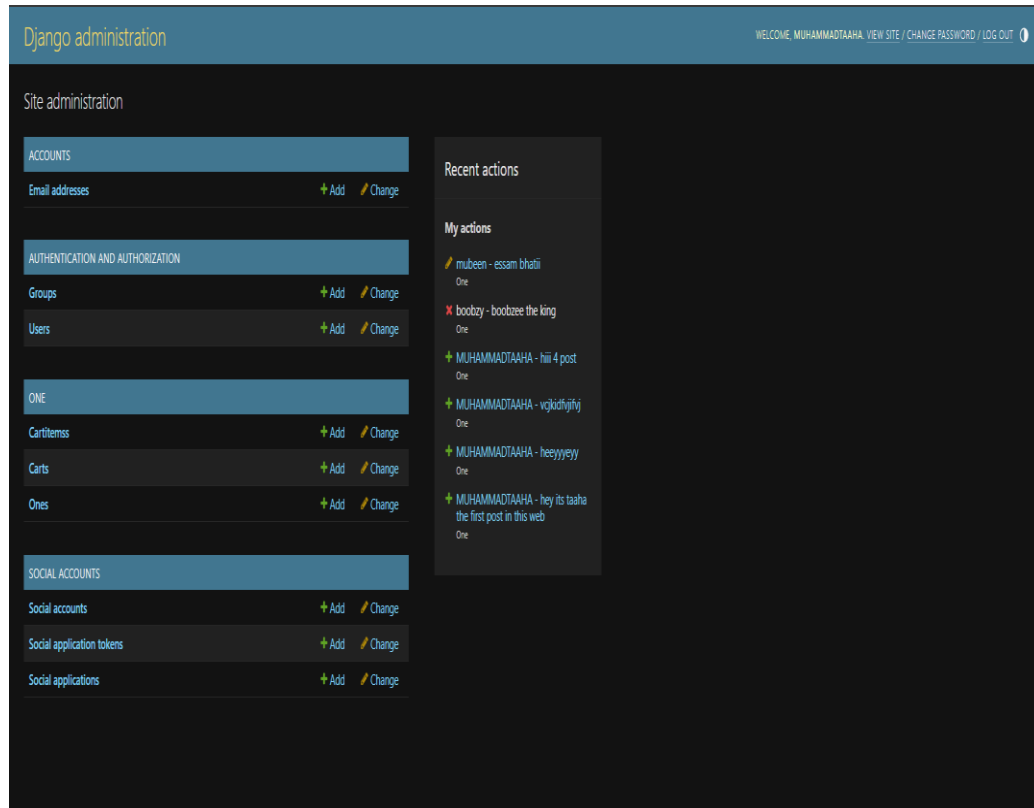 Django administration
WELCOME, MUHAMMADTAAHA. VIEW SITE / CHANGE PASSWORD / LOG OUT
Site administration
ACCOUNTS
Email addresses + Add Change
AUTHENTICATION AND AUTHORIZATION
Groups + Add Change
Users + Add Change
ONE
Cartitemss + Add Change
Carts + Add Change
Ones + Add Change
SOCIAL ACCOUNTS
Social accounts + Add Change
Social application tokens + Add Change
Social applications + Add Change
Recent actions
My actions
mubeen - essam bhatii
One
boobzy - boobzee the king
One
MUHAMMADTAAHA - hiii 4 post
One
MUHAMMADTAAHA - vcjkidfvjifvj
One
MUHAMMADTAAHA - heeyyyeyy
One
MUHAMMADTAAHA - hey its taaha
the first post in this web
One